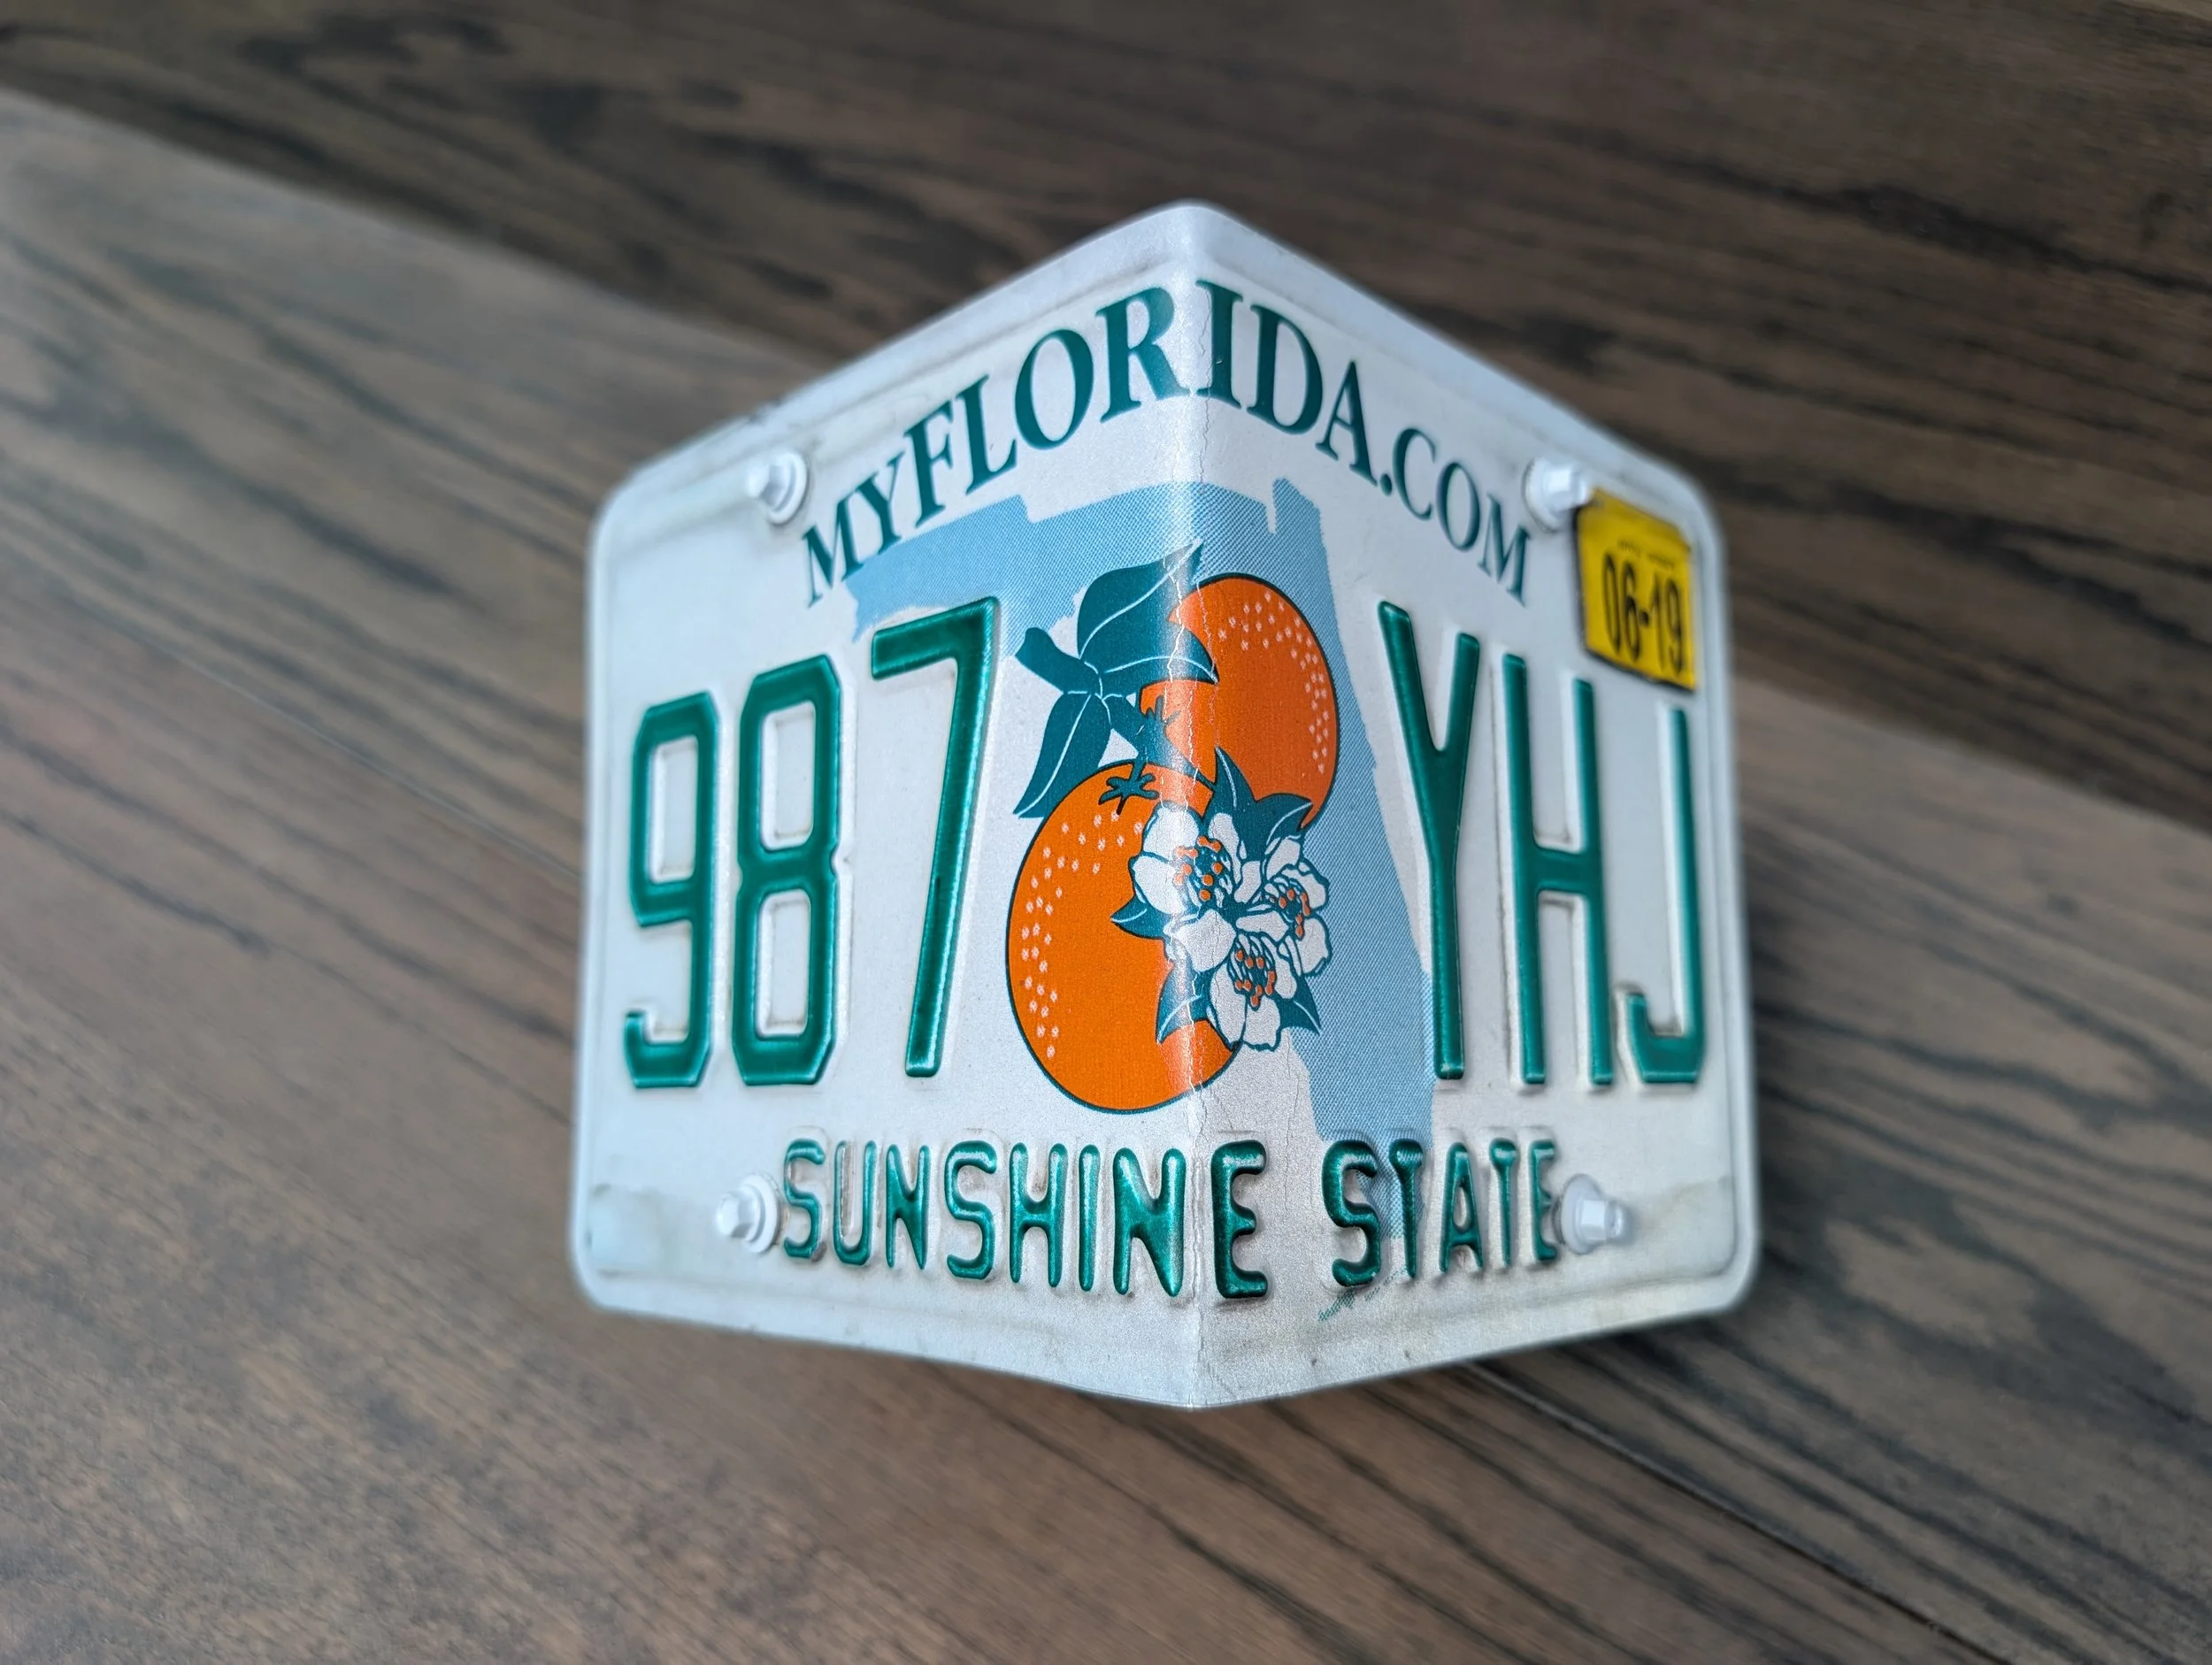 MYFLORIDA.COM
06-19
987 YHJ
SUNSHINE STATE